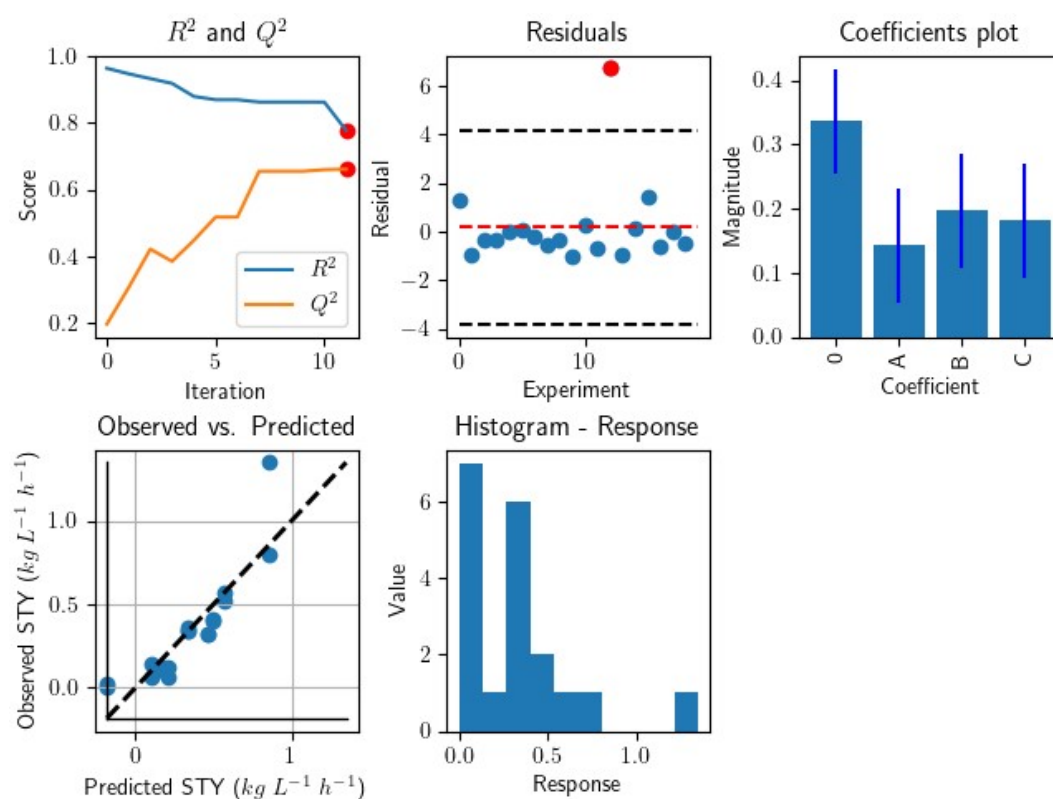 R² and Q²
Score
1.0
0.8
0.6
0.4
0.2
R²
Q²
0 5 10
Iteration
Residuals
Residual
6
4
2
0
−2
−4
0 10
Experiment
Coefficients plot
Magnitude
0.4
0.3
0.2
0.1
0.0
0 A B C
Coefficient
Observed vs. Predicted
Observed STY (kg L⁻¹ h⁻¹)
1.0
0.5
0.0
0 1
Predicted STY (kg L⁻¹ h⁻¹)
Histogram - Response
Value
6
4
2
0
0.0 0.5 1.0
Response